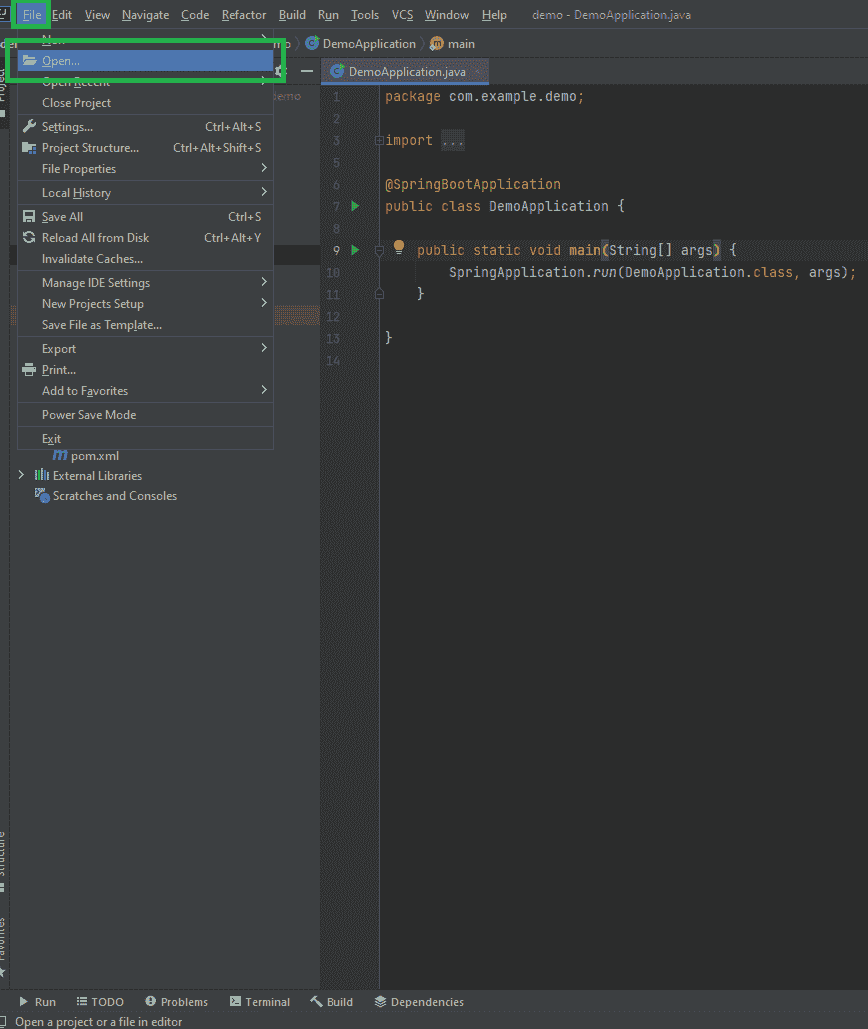 File Edit View Navigate Code Refactor Build Run Tools VCS Window Help demo - DemoApplication.java
DemoApplication main
New
Open...
Open Recent
Close Project
Settings... Ctrl+Alt+S
Project Structure... Ctrl+Alt+Shift+S
File Properties
Local History
Save All Ctrl+S
Reload All from Disk Ctrl+Alt+Y
Invalidate Caches...
Manage IDE Settings
New Projects Setup
Save File as Template...
Export
Print...
Add to Favorites
Power Save Mode
Exit
pom.xml
External Libraries
Scratches and Consoles
demo
DemoApplication.java
1 package com.example.demo;
2
3 import ...
5
6 @SpringBootApplication
7 public class DemoApplication {
8
9 public static void main(String[] args) {
10 SpringApplication.run(DemoApplication.class, args);
11 }
12
13 }
14
Project
Structure
Favorites
Run TODO Problems Terminal Build Dependencies
Open a project or a file in editor